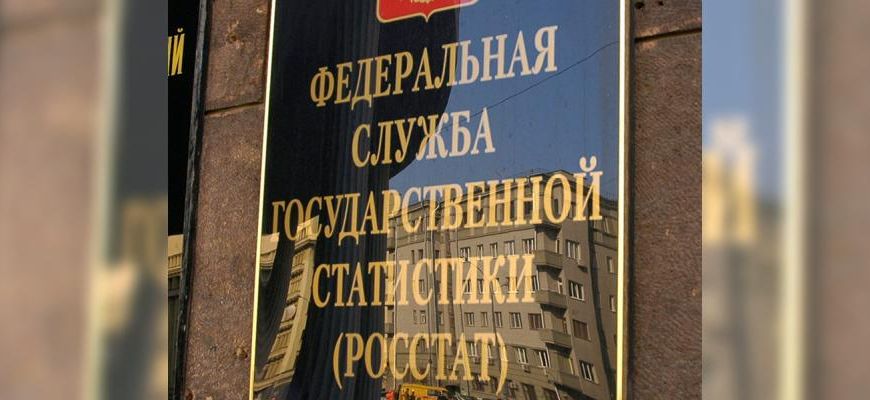 ФЕДЕРАЛЬНАЯ
СЛУЖБА
ГОСУДАРСТВЕННОЙ
СТАТИСТИКИ
(РОССТАТ)